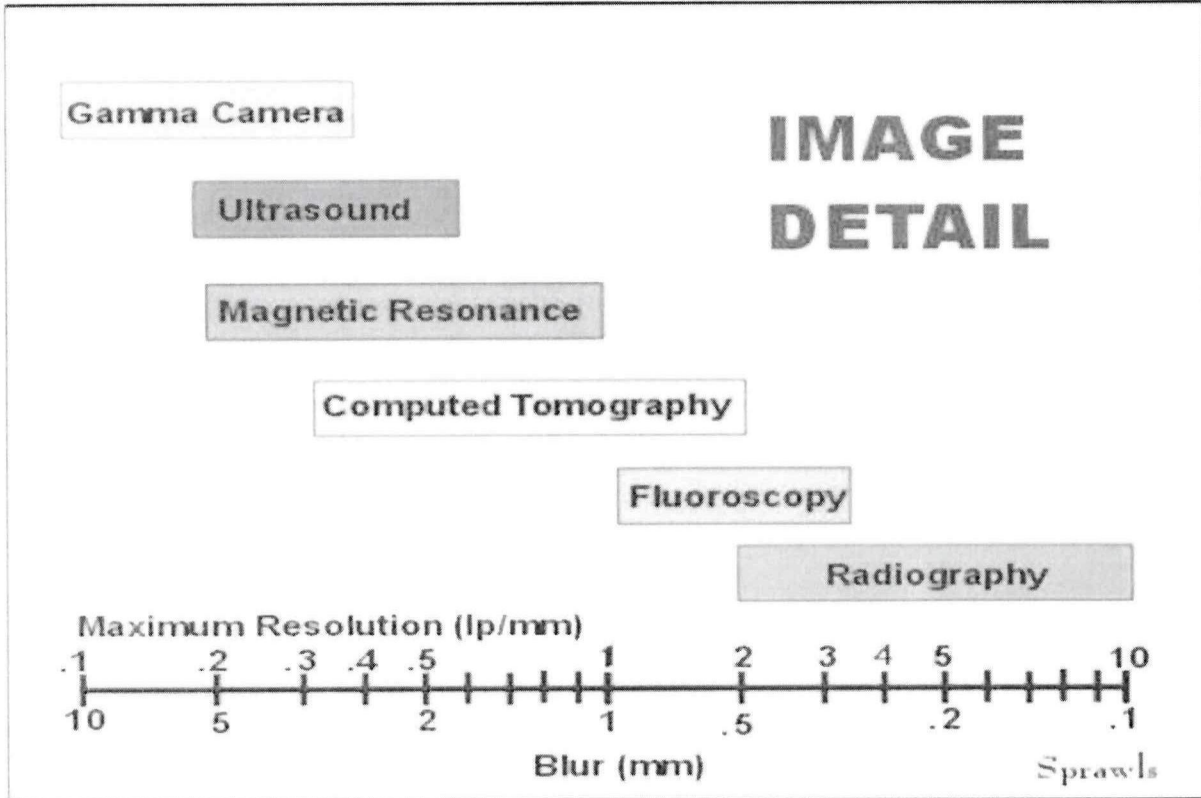 Gamma Camera
IMAGE
DETAIL
Ultrasound
Magnetic Resonance
Computed Tomography
Fluoroscopy
Radiography
Maximum Resolution (lp/mm)
.1 .2 .3 .4 .5 1 2 3 4 5 10
10 5 2 1 .5 .2 .1
Blur (mm)
Sprawls